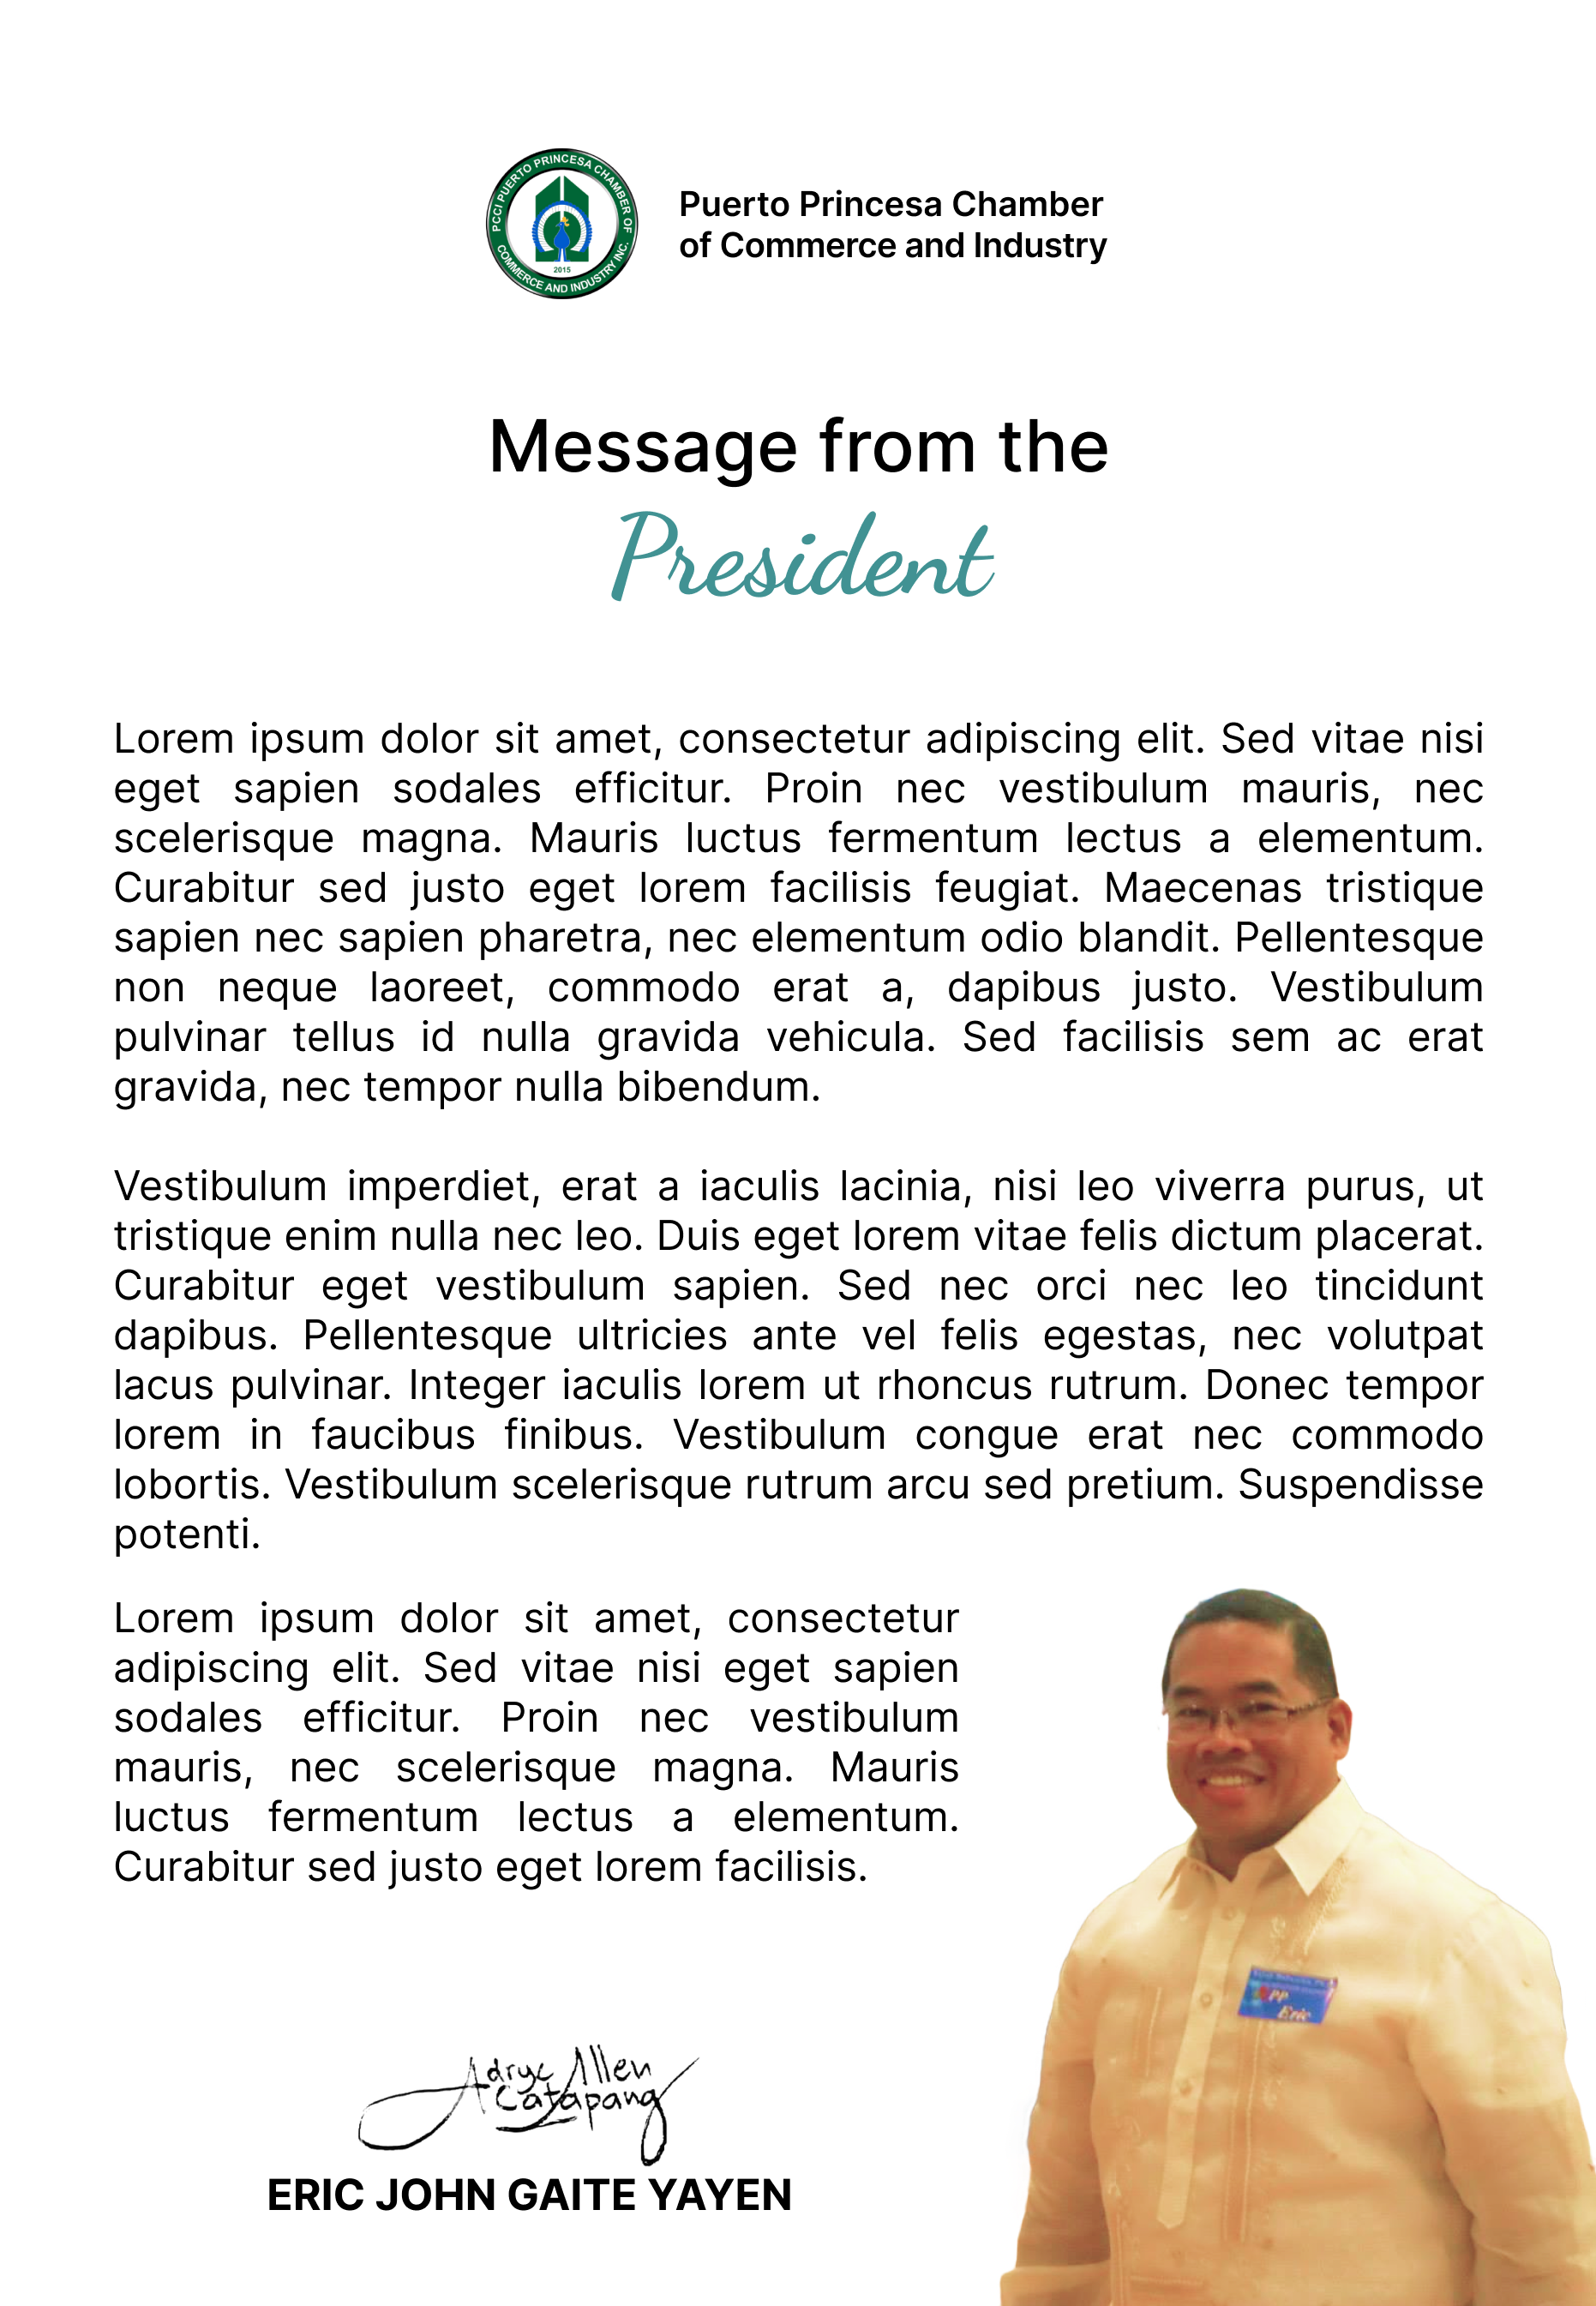 PCCI PUERTO PRINCESA CHAMBER OF
COMMERCE AND INDUSTRY INC.
2015
Puerto Princesa Chamber
of Commerce and Industry
Message from the
President
Lorem ipsum dolor sit amet, consectetur adipiscing elit. Sed vitae nisi
eget sapien sodales efficitur. Proin nec vestibulum mauris, nec
scelerisque magna. Mauris luctus fermentum lectus a elementum.
Curabitur sed justo eget lorem facilisis feugiat. Maecenas tristique
sapien nec sapien pharetra, nec elementum odio blandit. Pellentesque
non neque laoreet, commodo erat a, dapibus justo. Vestibulum
pulvinar tellus id nulla gravida vehicula. Sed facilisis sem ac erat
gravida, nec tempor nulla bibendum.
Vestibulum imperdiet, erat a iaculis lacinia, nisi leo viverra purus, ut
tristique enim nulla nec leo. Duis eget lorem vitae felis dictum placerat.
Curabitur eget vestibulum sapien. Sed nec orci nec leo tincidunt
dapibus. Pellentesque ultricies ante vel felis egestas, nec volutpat
lacus pulvinar. Integer iaculis lorem ut rhoncus rutrum. Donec tempor
lorem in faucibus finibus. Vestibulum congue erat nec commodo
lobortis. Vestibulum scelerisque rutrum arcu sed pretium. Suspendisse
potenti.
Lorem ipsum dolor sit amet, consectetur
adipiscing elit. Sed vitae nisi eget sapien
sodales efficitur. Proin nec vestibulum
mauris, nec scelerisque magna. Mauris
luctus fermentum lectus a elementum.
Curabitur sed justo eget lorem facilisis.
PP
Eric
Adryc Allen
Catapang
ERIC JOHN GAITE YAYEN